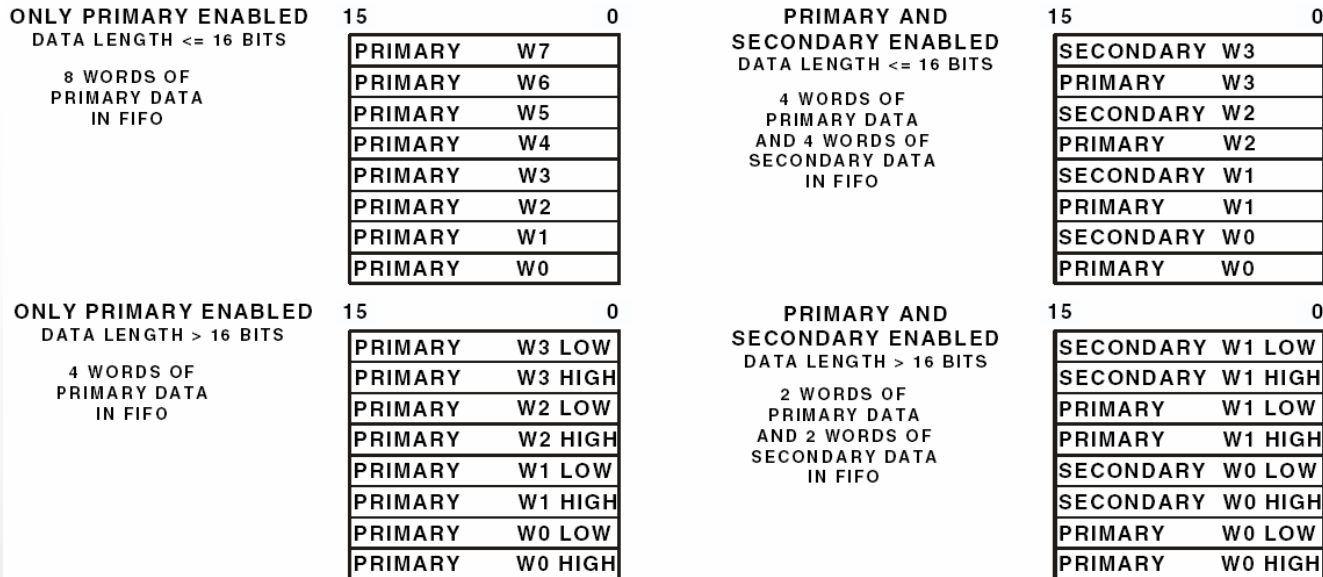 ONLY PRIMARY ENABLED
DATA LENGTH <= 16 BITS
8 WORDS OF
PRIMARY DATA
IN FIFO
15 0
PRIMARY W7
PRIMARY W6
PRIMARY W5
PRIMARY W4
PRIMARY W3
PRIMARY W2
PRIMARY W1
PRIMARY W0
PRIMARY AND
SECONDARY ENABLED
DATA LENGTH <= 16 BITS
4 WORDS OF
PRIMARY DATA
AND 4 WORDS OF
SECONDARY DATA
IN FIFO
15 0
SECONDARY W3
PRIMARY W3
SECONDARY W2
PRIMARY W2
SECONDARY W1
PRIMARY W1
SECONDARY W0
PRIMARY W0
ONLY PRIMARY ENABLED
DATA LENGTH > 16 BITS
4 WORDS OF
PRIMARY DATA
IN FIFO
15 0
PRIMARY W3 LOW
PRIMARY W3 HIGH
PRIMARY W2 LOW
PRIMARY W2 HIGH
PRIMARY W1 LOW
PRIMARY W1 HIGH
PRIMARY W0 LOW
PRIMARY W0 HIGH
PRIMARY AND
SECONDARY ENABLED
DATA LENGTH > 16 BITS
2 WORDS OF
PRIMARY DATA
AND 2 WORDS OF
SECONDARY DATA
IN FIFO
15 0
SECONDARY W1 LOW
SECONDARY W1 HIGH
PRIMARY W1 LOW
PRIMARY W1 HIGH
SECONDARY W0 LOW
SECONDARY W0 HIGH
PRIMARY W0 LOW
PRIMARY W0 HIGH